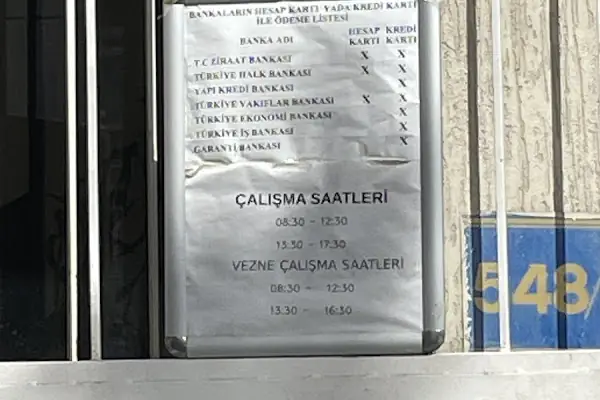 BANKALARIN HESAP KARTI YADA KREDİ KARTI
İLE ÖDEME LİSTESİ
BANKA ADI HESAP KARTI KREDİ KARTI
T.C ZİRAAT BANKASI X X
TÜRKİYE HALK BANKASI X X
YAPI KREDİ BANKASI X
TÜRKİYE VAKIFLAR BANKASI X X
TÜRKİYE EKONOMİ BANKASI X
TÜRKİYE İŞ BANKASI X
GARANTİ BANKASI X
ÇALIŞMA SAATLERİ
08:30 - 12:30
13:30 - 17:30
VEZNE ÇALIŞMA SAATLERİ
08:30 - 12:30
13:30 - 16:30
548/